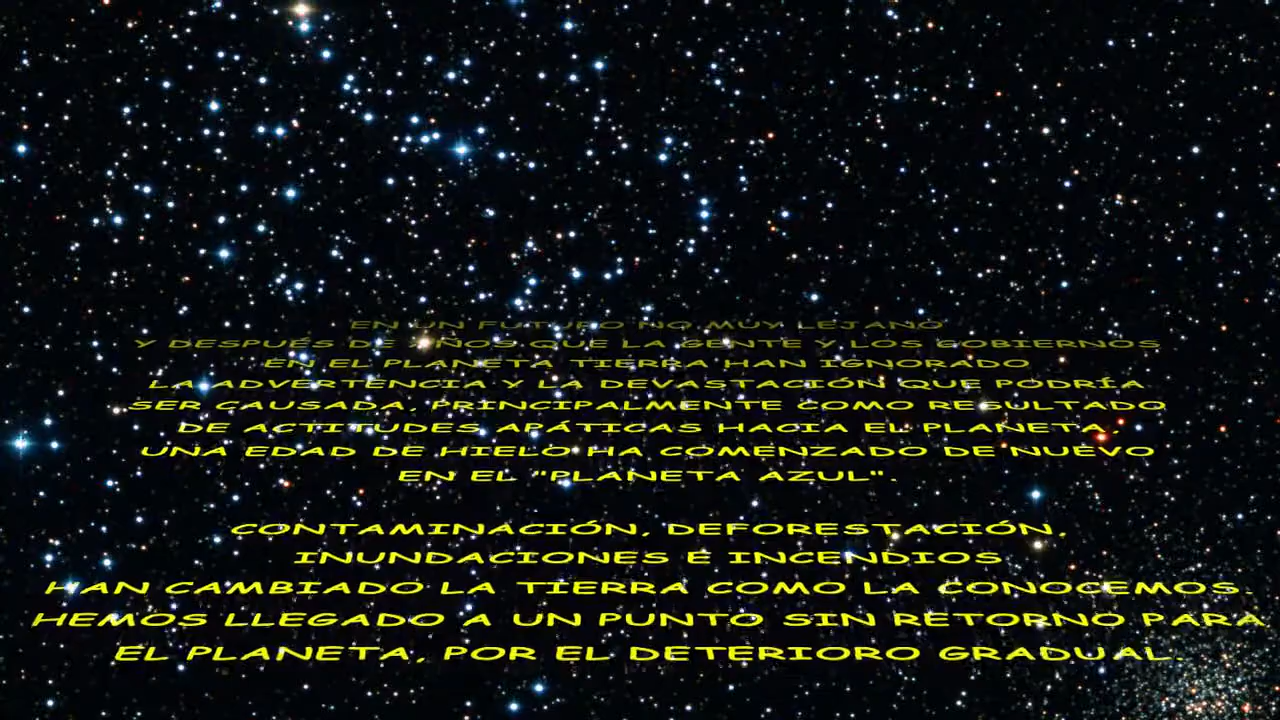 EN UN FUTURO NO MUY LEJANO
Y DESPUÉS DE AÑOS QUE LA GENTE Y LOS GOBIERNOS
EN EL PLANETA TIERRA HAN IGNORADO
LA ADVERTENCIA Y LA DEVASTACIÓN QUE PODRÍA
SER CAUSADA, PRINCIPALMENTE COMO RESULTADO
DE ACTITUDES APÁTICAS HACIA EL PLANETA,
UNA EDAD DE HIELO HA COMENZADO DE NUEVO
EN EL "PLANETA AZUL".
CONTAMINACIÓN, DEFORESTACIÓN,
INUNDACIONES E INCENDIOS
HAN CAMBIADO LA TIERRA COMO LA CONOCEMOS.
HEMOS LLEGADO A UN PUNTO SIN RETORNO PARA
EL PLANETA, POR EL DETERIORO GRADUAL.